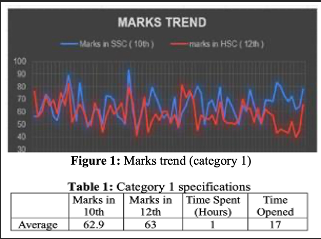 MARKS TREND
Marks in SSC ( 10th ) marks in HSC ( 12th )
100
90
80
70
60
50
40
30
Figure 1: Marks trend (category 1)
Table 1: Category 1 specifications
Marks in 10th Marks in 12th Time Spent (Hours) Time Opened
Average 62.9 63 1 17